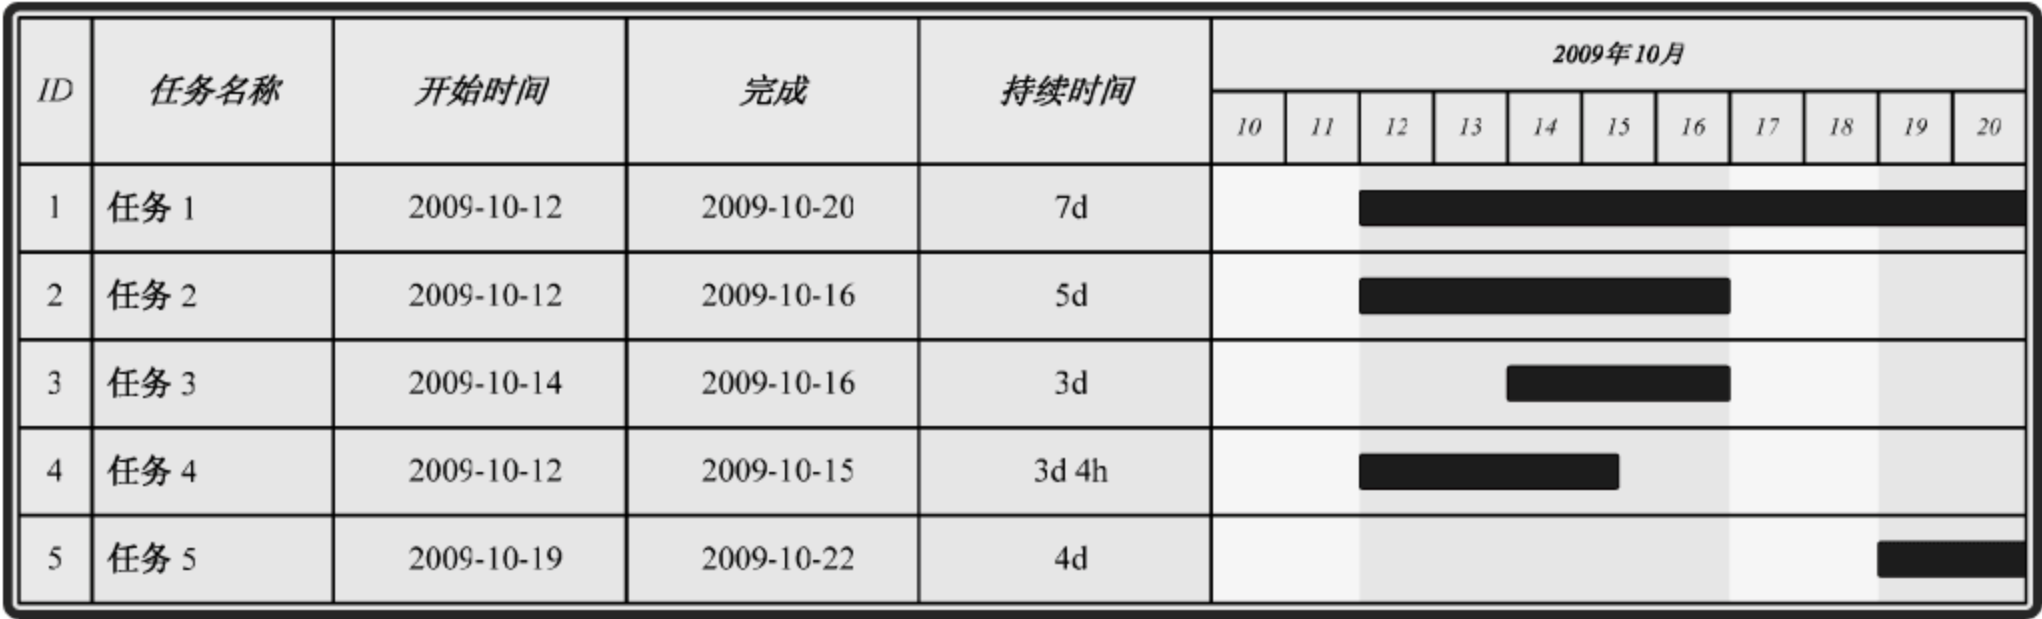 2009年10月
ID 任务名称 开始时间 完成 持续时间
10 11 12 13 14 15 16 17 18 19 20
1 任务 1 2009-10-12 2009-10-20 7d
2 任务 2 2009-10-12 2009-10-16 5d
3 任务 3 2009-10-14 2009-10-16 3d
4 任务 4 2009-10-12 2009-10-15 3d 4h
5 任务 5 2009-10-19 2009-10-22 4d